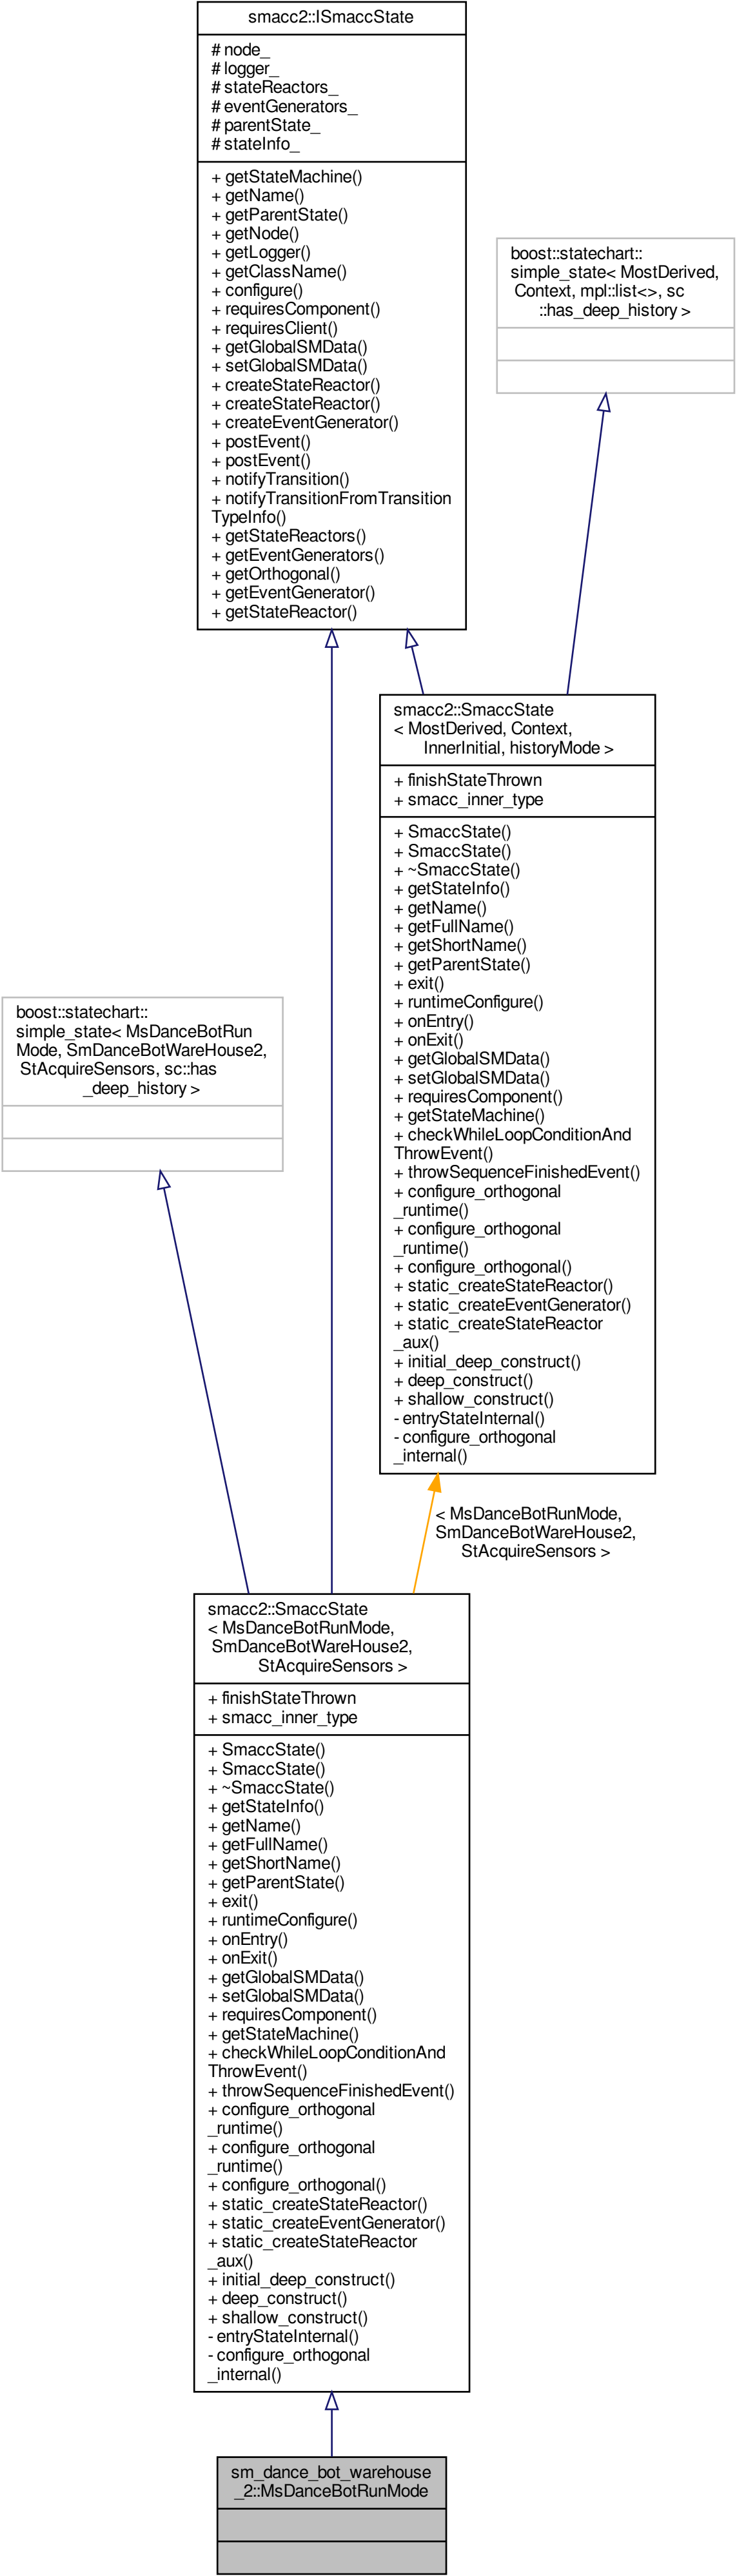 smacc2::ISmaccState
# node_
# logger_
# stateReactors_
# eventGenerators_
# parentState_
# stateInfo_
+ getStateMachine()
+ getName()
+ getParentState()
+ getNode()
+ getLogger()
+ getClassName()
+ configure()
+ requiresComponent()
+ requiresClient()
+ getGlobalSMData()
+ setGlobalSMData()
+ createStateReactor()
+ createStateReactor()
+ createEventGenerator()
+ postEvent()
+ postEvent()
+ notifyTransition()
+ notifyTransitionFromTransition
TypeInfo()
+ getStateReactors()
+ getEventGenerators()
+ getOrthogonal()
+ getEventGenerator()
+ getStateReactor()
boost::statechart::
simple_state< MostDerived,
Context, mpl::list<>, sc
::has_deep_history >
smacc2::SmaccState
< MostDerived, Context,
InnerInitial, historyMode >
+ finishStateThrown
+ smacc_inner_type
+ SmaccState()
+ SmaccState()
+ ~SmaccState()
+ getStateInfo()
+ getName()
+ getFullName()
+ getShortName()
+ getParentState()
+ exit()
+ runtimeConfigure()
+ onEntry()
+ onExit()
+ getGlobalSMData()
+ setGlobalSMData()
+ requiresComponent()
+ getStateMachine()
+ checkWhileLoopConditionAnd
ThrowEvent()
+ throwSequenceFinishedEvent()
+ configure_orthogonal
_runtime()
+ configure_orthogonal
_runtime()
+ configure_orthogonal()
+ static_createStateReactor()
+ static_createEventGenerator()
+ static_createStateReactor
_aux()
+ initial_deep_construct()
+ deep_construct()
+ shallow_construct()
- entryStateInternal()
- configure_orthogonal
_internal()
boost::statechart::
simple_state< MsDanceBotRun
Mode, SmDanceBotWareHouse2,
StAcquireSensors, sc::has
_deep_history >
< MsDanceBotRunMode,
SmDanceBotWareHouse2,
StAcquireSensors >
smacc2::SmaccState
< MsDanceBotRunMode,
SmDanceBotWareHouse2,
StAcquireSensors >
+ finishStateThrown
+ smacc_inner_type
+ SmaccState()
+ SmaccState()
+ ~SmaccState()
+ getStateInfo()
+ getName()
+ getFullName()
+ getShortName()
+ getParentState()
+ exit()
+ runtimeConfigure()
+ onEntry()
+ onExit()
+ getGlobalSMData()
+ setGlobalSMData()
+ requiresComponent()
+ getStateMachine()
+ checkWhileLoopConditionAnd
ThrowEvent()
+ throwSequenceFinishedEvent()
+ configure_orthogonal
_runtime()
+ configure_orthogonal
_runtime()
+ configure_orthogonal()
+ static_createStateReactor()
+ static_createEventGenerator()
+ static_createStateReactor
_aux()
+ initial_deep_construct()
+ deep_construct()
+ shallow_construct()
- entryStateInternal()
- configure_orthogonal
_internal()
sm_dance_bot_warehouse
_2::MsDanceBotRunMode